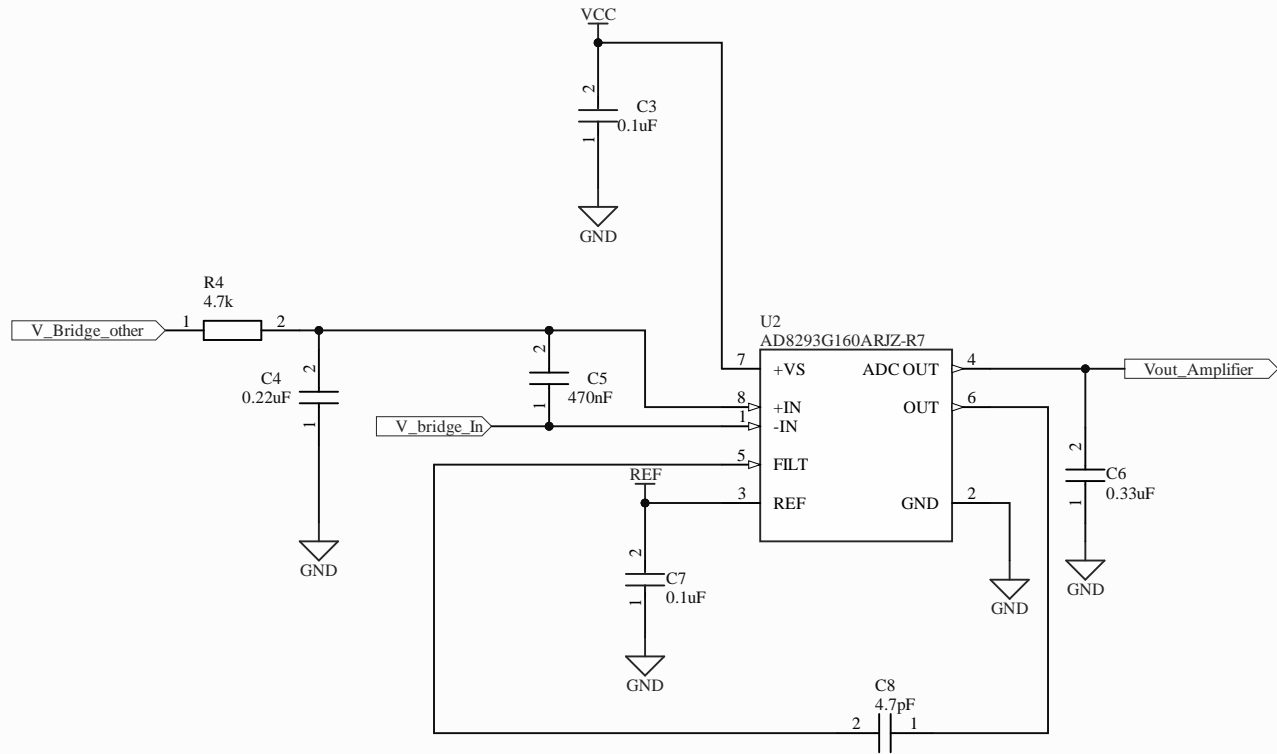 VCC
2
C3
0.1uF
1
GND
R4
4.7k
V_Bridge_other
1
2
U2
AD8293G160ARJZ-R7
2
C4
0.22uF
1
GND
2
C5
470nF
1
V_bridge_In
7
+VS
ADC OUT
4
Vout_Amplifier
8
+IN
OUT
6
1
-IN
5
FILT
REF
3
REF
GND
2
2
C6
0.33uF
1
GND
GND
2
C7
0.1uF
1
GND
C8
4.7pF
2
1